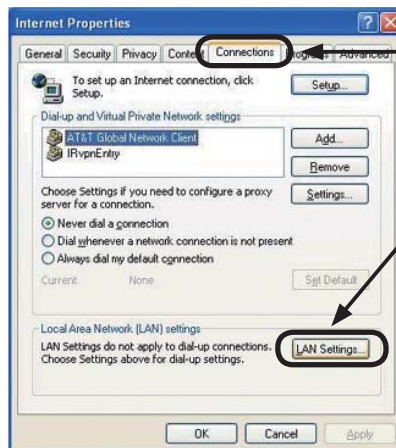 Internet Properties
General Security Privacy Content Connections Programs Advanced
To set up an Internet connection, click
Setup.
Setup...
Dial-up and Virtual Private Network settings
AT&T Global Network Client
IRvpnEntry
Add...
Remove
Choose Settings if you need to configure a proxy
server for a connection.
Settings...
Never dial a connection
Dial whenever a network connection is not present
Always dial my default connection
Current None Set Default
Local Area Network (LAN) settings
LAN Settings do not apply to dial-up connections.
Choose Settings above for dial-up settings.
LAN Settings...
OK Cancel Apply